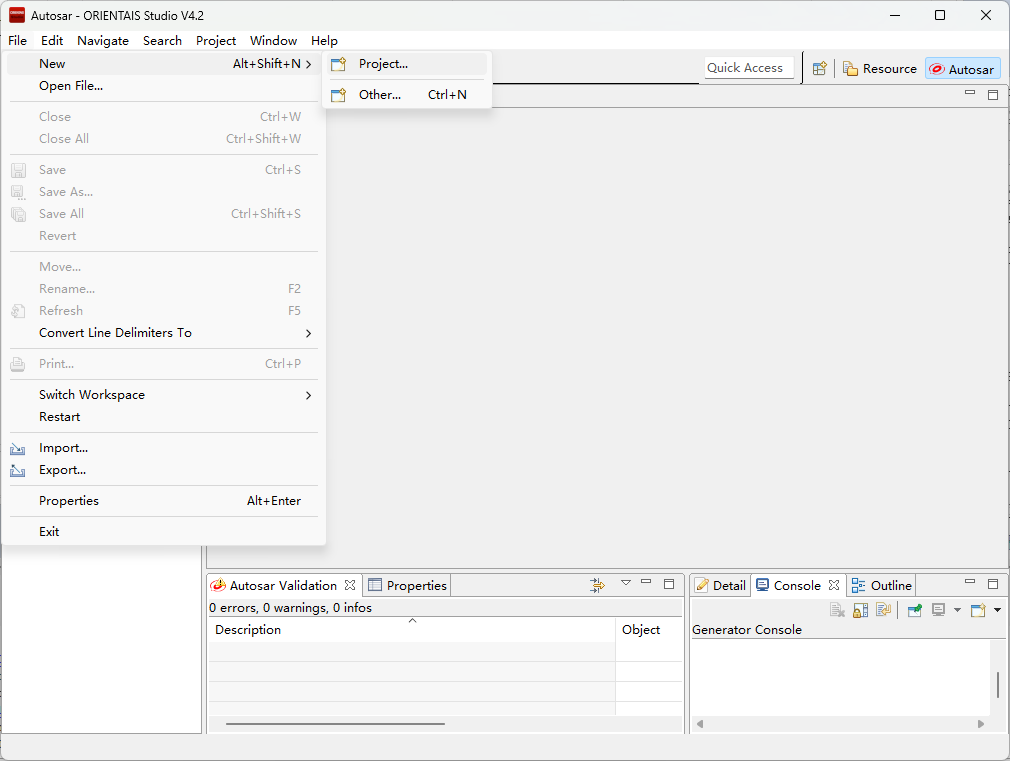 Autosar - ORIENTAIS Studio V4.2
File Edit Navigate Search Project Window Help
New Alt+Shift+N
Project...
Other... Ctrl+N
Quick Access
Resource
Autosar
Open File...
Close Ctrl+W
Close All Ctrl+Shift+W
Save Ctrl+S
Save As...
Save All Ctrl+Shift+S
Revert
Move...
Rename... F2
Refresh F5
Convert Line Delimiters To
Print... Ctrl+P
Switch Workspace
Restart
Import...
Export...
Properties Alt+Enter
Exit
Autosar Validation Properties
0 errors, 0 warnings, 0 infos
Description Object
Detail Console Outline
Generator Console